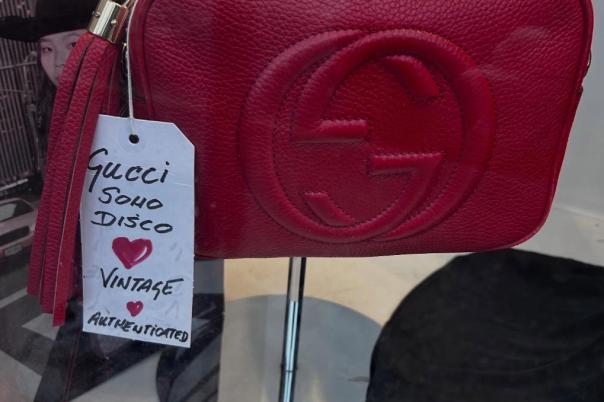 Gucci
SOHO
DISCO
VINTAGE
AUTHENTICATED